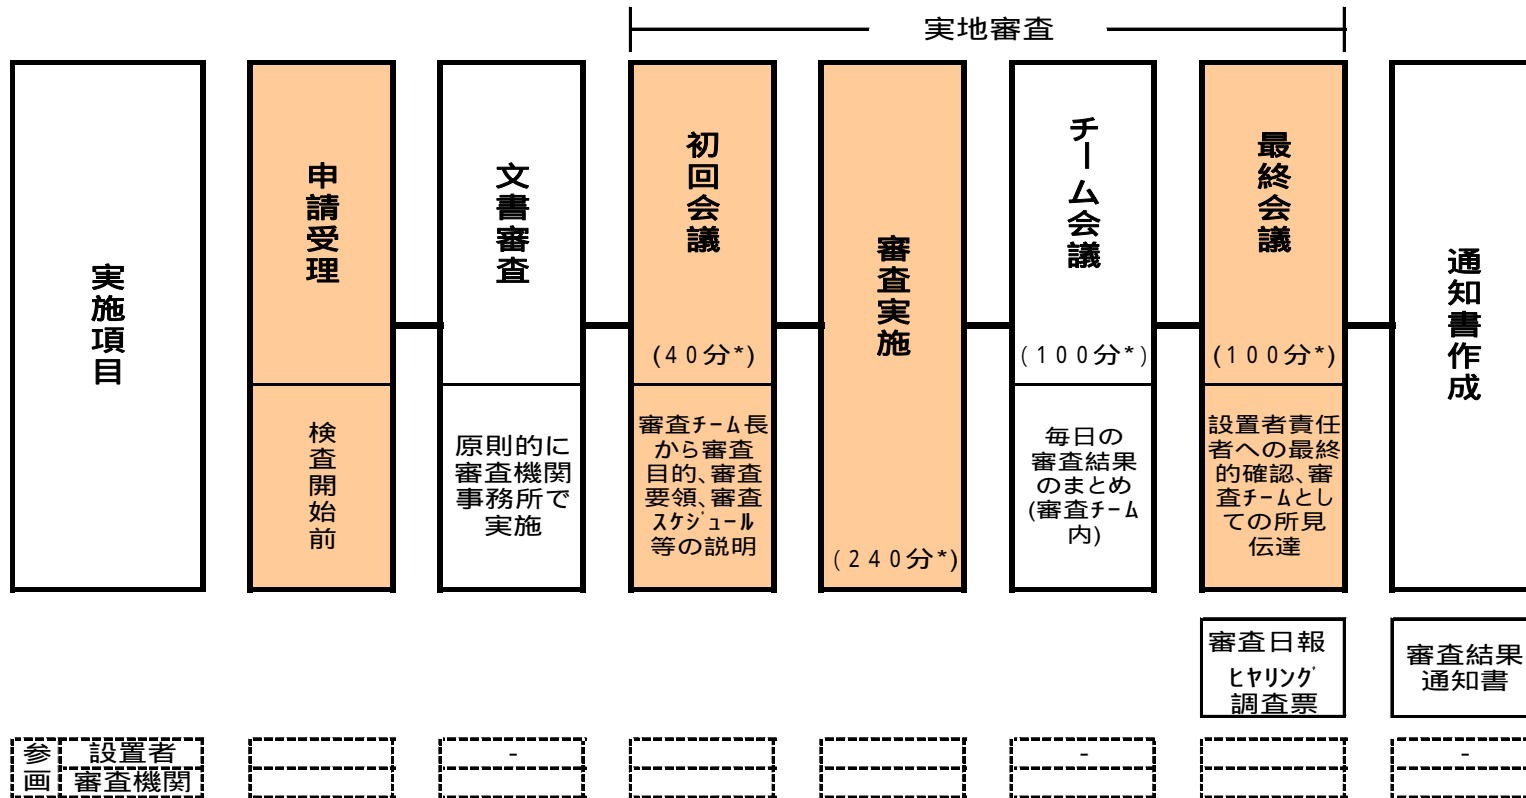 実地審査
実施項目
申請受理
検査開始前
文書審査
原則的に
審査機関
事務所で
実施
初回会議
(40分*)
審査チーム長
から審査
目的、審査
要領、審査
スケジュール
等の説明
審査実施
(240分*)
チーム会議
(100分*)
毎日の
審査結果
のまとめ
(審査チーム
内)
最終会議
(100分*)
設置者責任
者への最終
的確認、審
査チームとし
ての所見
伝達
通知書作成
審査日報
ヒヤリング
調査票
審査結果
通知書
参画
設置者 - - -
審査機関